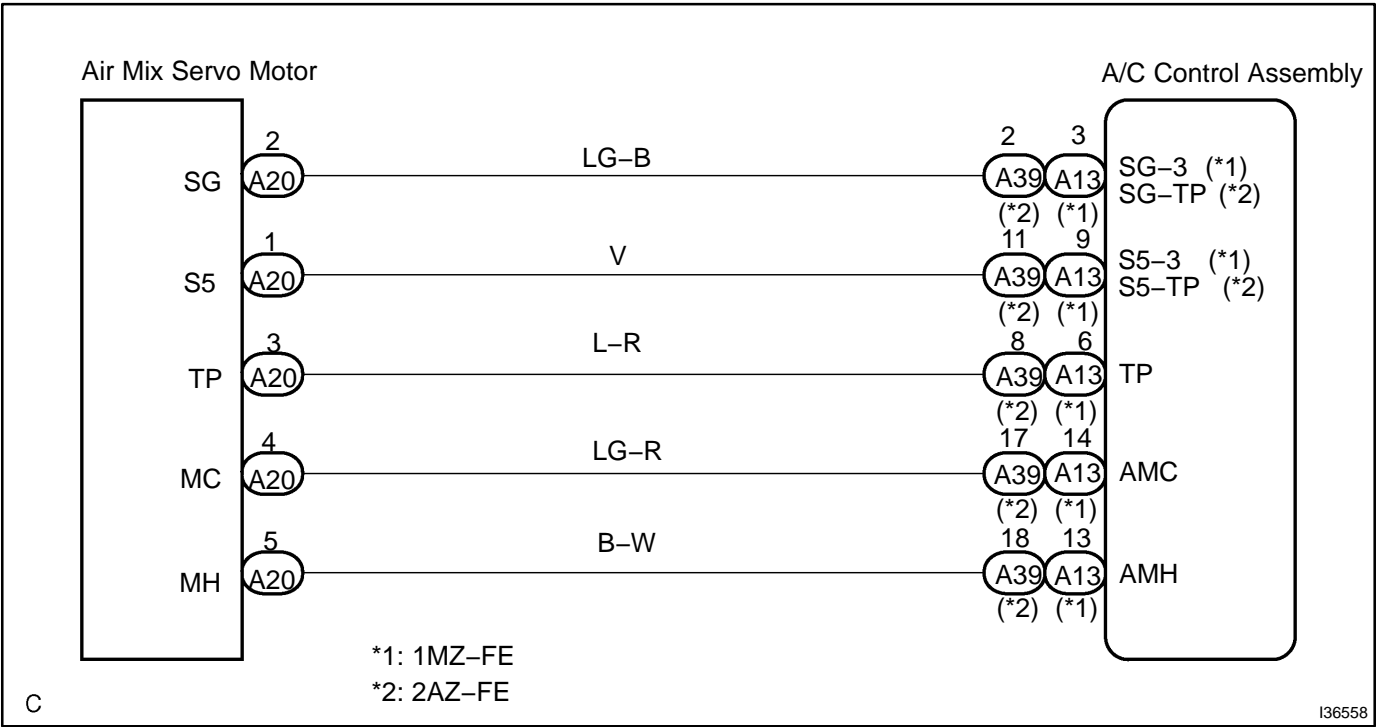 Air Mix Servo Motor
A/C Control Assembly
2
2 3
LG–B
SG A20 A39 A13 SG–3 (*1)
SG–TP (*2)
(*2) (*1)
1
11 9
V
S5 A20 A39 A13 S5–3 (*1)
S5–TP (*2)
(*2) (*1)
3
8 6
L–R
TP A20 A39 A13 TP
(*2) (*1)
4
17 14
LG–R
MC A20 A39 A13 AMC
(*2) (*1)
5
18 13
B–W
MH A20 A39 A13 AMH
(*2) (*1)
*1: 1MZ–FE
*2: 2AZ–FE
C
I36558